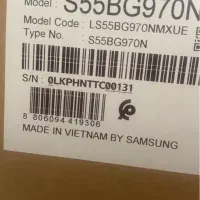 Model : S55BG970N
Model Code : LS55BG970NMXUE
Type No. : S55BG970N
S/N : 0LKPHNTTC00131
8 806094 419306
MADE IN VIETNAM BY SAMSUNG